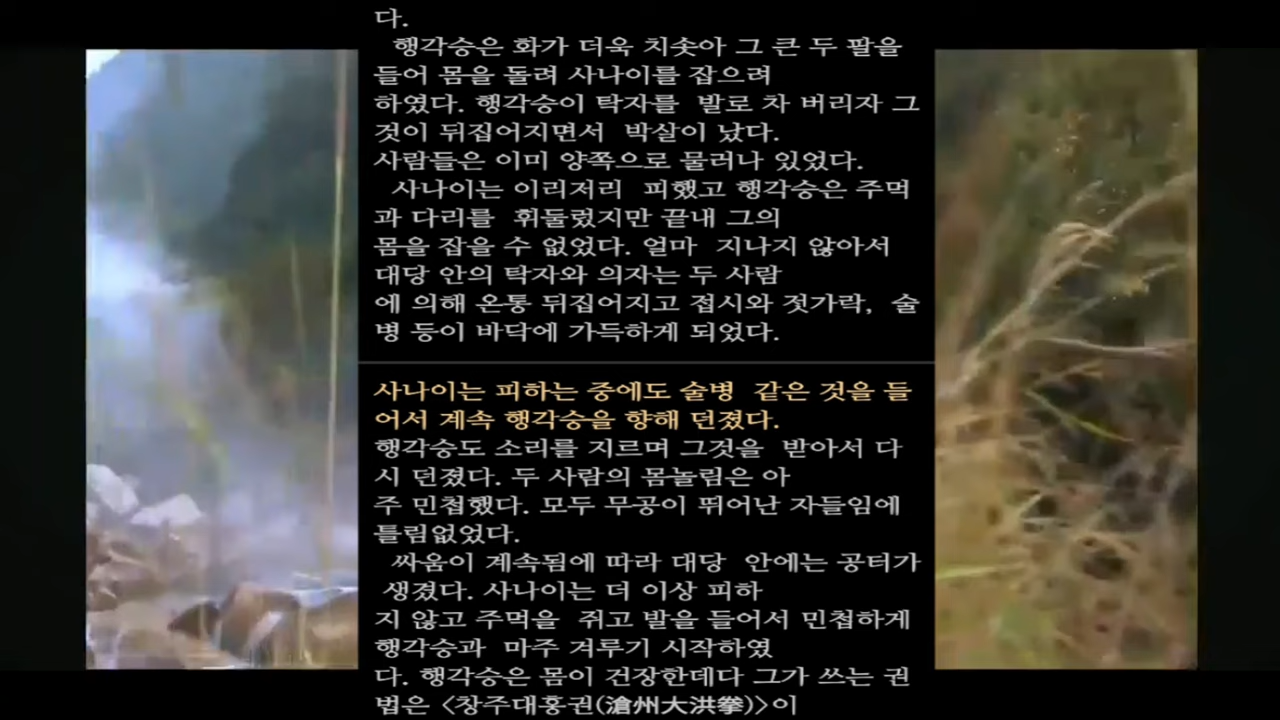 다.
행각승은 화가 더욱 치솟아 그 큰 두 팔을
들어 몸을 돌려 사나이를 잡으려
하였다. 행각승이 탁자를 발로 차 버리자 그
것이 뒤집어지면서 박살이 났다.
사람들은 이미 양쪽으로 물러나 있었다.
사나이는 이리저리 피했고 행각승은 주먹
과 다리를 휘둘렀지만 끝내 그의
몸을 잡을 수 없었다. 얼마 지나지 않아서
대당 안의 탁자와 의자는 두 사람
에 의해 온통 뒤집어지고 접시와 젓가락, 술
병 등이 바닥에 가득하게 되었다.
사나이는 피하는 중에도 술병 같은 것을 들
어서 계속 행각승을 향해 던졌다.
행각승도 소리를 지르며 그것을 받아서 다
시 던졌다. 두 사람의 몸놀림은 아
주 민첩했다. 모두 무공이 뛰어난 자들임에
틀림없었다.
싸움이 계속됨에 따라 대당 안에는 공터가
생겼다. 사나이는 더 이상 피하
지 않고 주먹을 쥐고 발을 들어서 민첩하게
행각승과 마주 겨루기 시작하였
다. 행각승은 몸이 건장한데다 그가 쓰는 권
법은 <창주대홍권(滄州大洪拳)>이